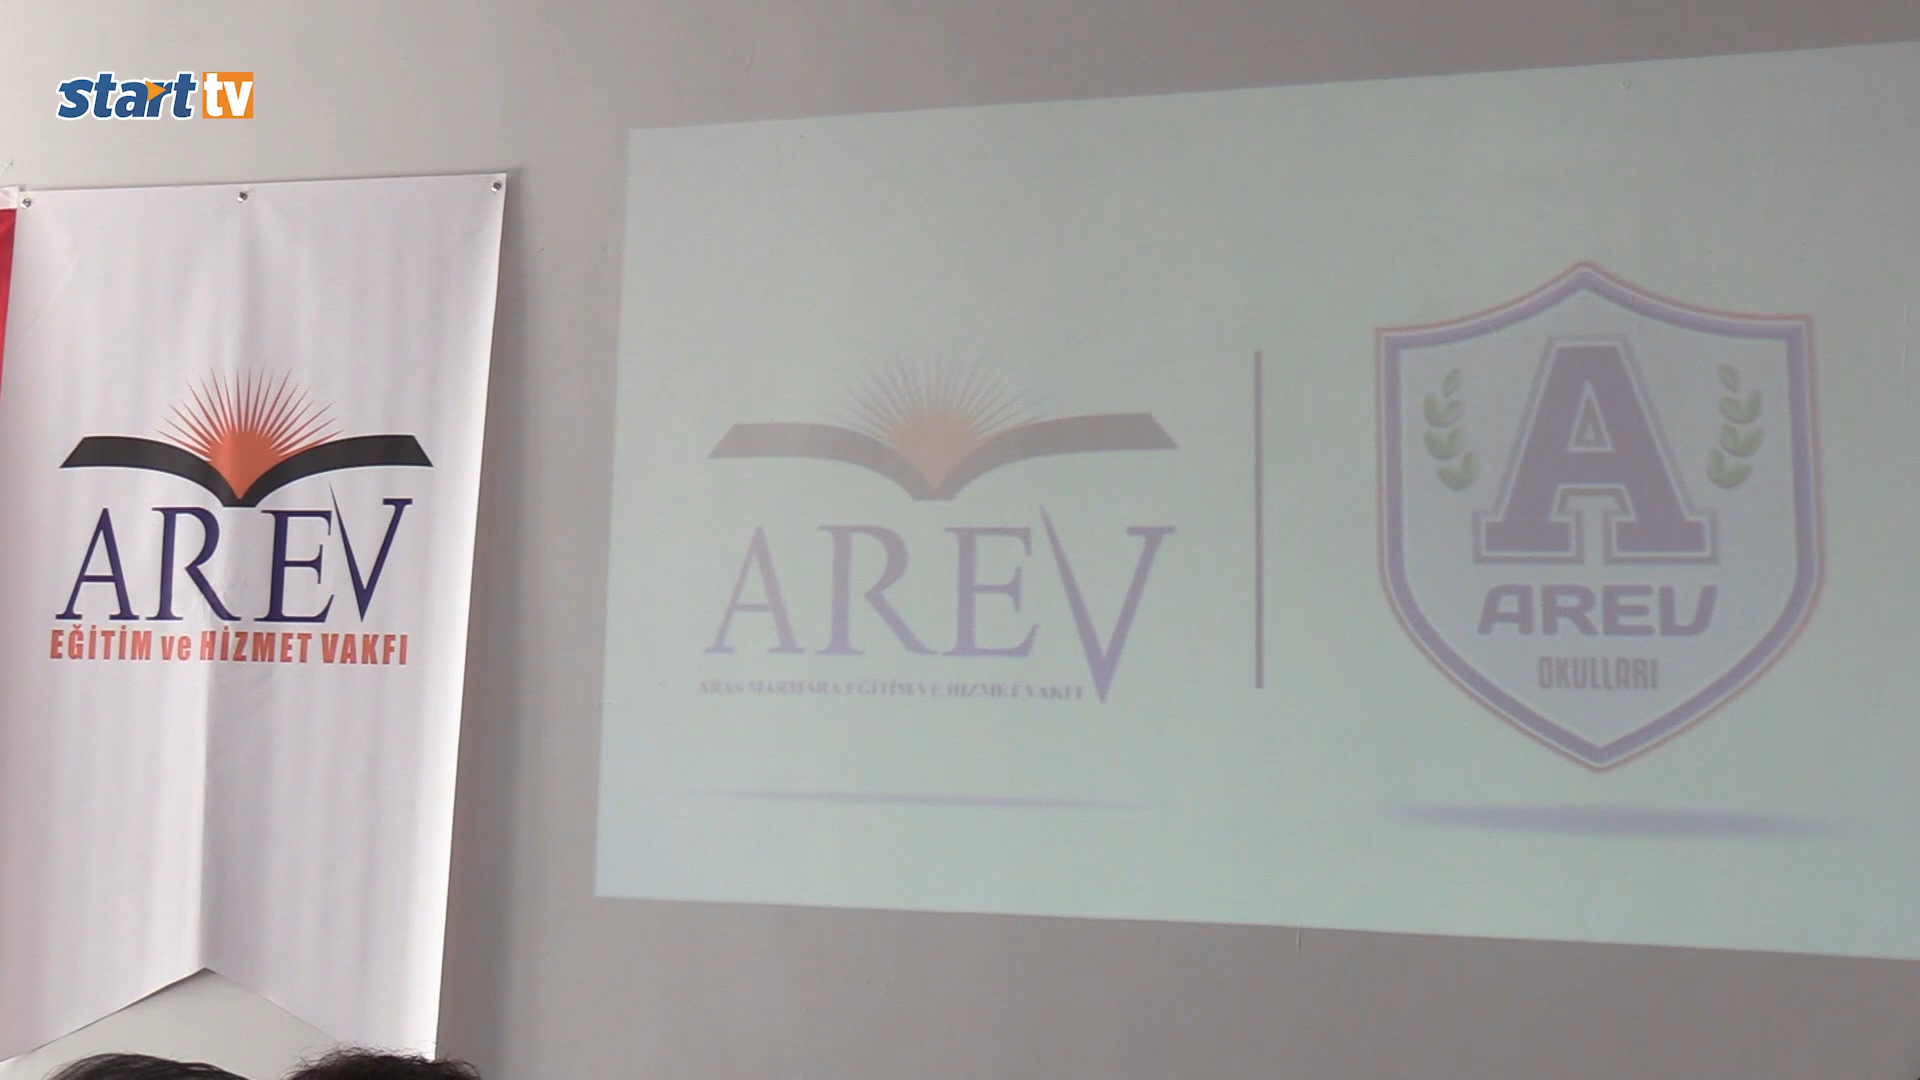 start tv
AREV
EĞİTİM ve HİZMET VAKFI
AREV
ARAS MARMARA EĞİTİM VE HİZMET VAKFI
A
AREV
OKULLARI